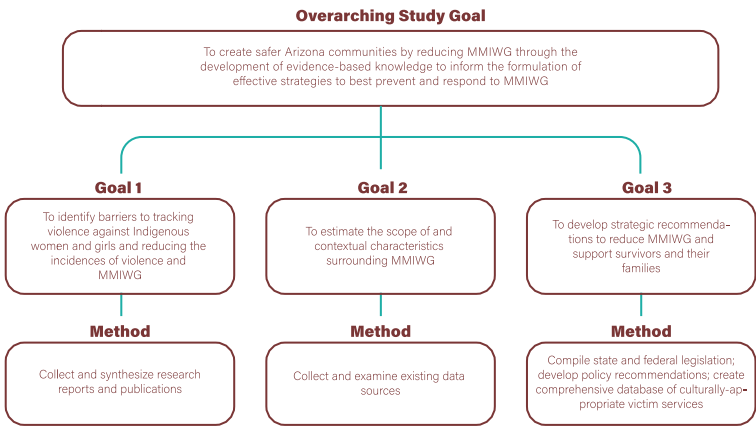 Overarching Study Goal
To create safer Arizona communities by reducing MMIWG through the
development of evidence-based knowledge to inform the formulation of
effective strategies to best prevent and respond to MMIWG
Goal 1
To identify barriers to tracking
violence against Indigenous
women and girls and reducing the
incidences of violence and
MMIWG
Goal 2
To estimate the scope of and
contextual characteristics
surrounding MMIWG
Goal 3
To develop strategic recommenda-
tions to reduce MMIWG and
support survivors and their
families
Method
Collect and synthesize research
reports and publications
Method
Collect and examine existing data
sources
Method
Compile state and federal legislation;
develop policy recommendations; create
comprehensive database of culturally-ap-
propriate victim services